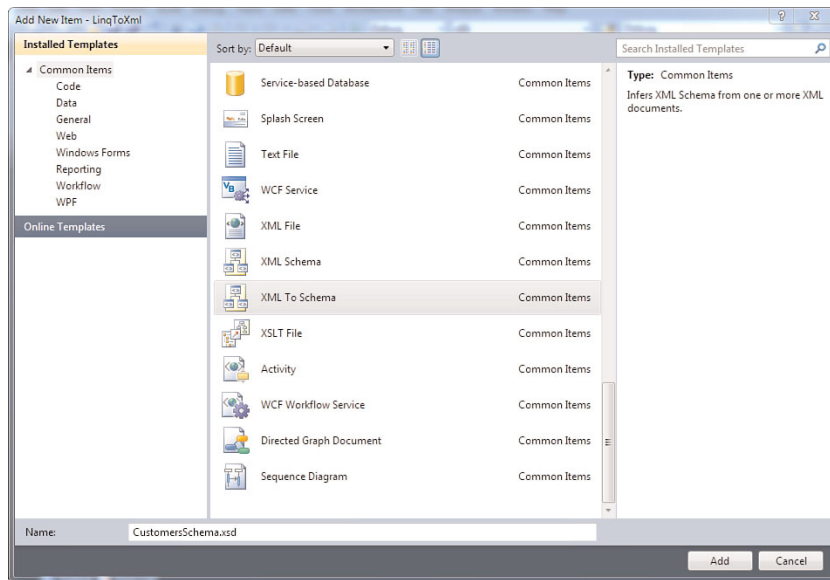 Add New Item - LinqToXml
Installed Templates
Sort by: Default
Search Installed Templates
Common Items
Code
Data
General
Web
Windows Forms
Reporting
Workflow
WPF
Online Templates
Service-based Database Common Items
Splash Screen Common Items
Text File Common Items
WCF Service Common Items
XML File Common Items
XML Schema Common Items
XML To Schema Common Items
XSLT File Common Items
Activity Common Items
WCF Workflow Service Common Items
Directed Graph Document Common Items
Sequence Diagram Common Items
Type: Common Items
Infers XML Schema from one or more XML
documents.
Name: CustomersSchema.xsd
Add Cancel